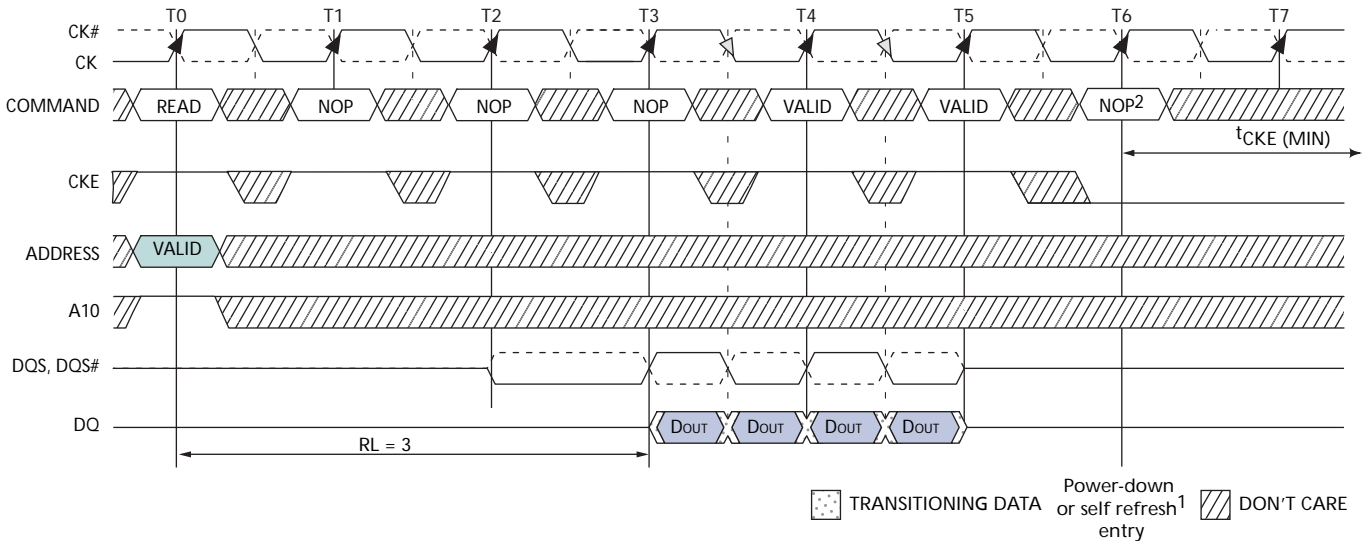 T0 T1 T2 T3 T4 T5 T6 T7
CK#
CK
COMMAND READ NOP NOP NOP VALID VALID NOP2
tCKE (MIN)
CKE
ADDRESS VALID
A10
DQS, DQS#
DQ DOUT DOUT DOUT DOUT
RL = 3
TRANSITIONING DATA
Power-down
or self refresh1
entry
DON'T CARE